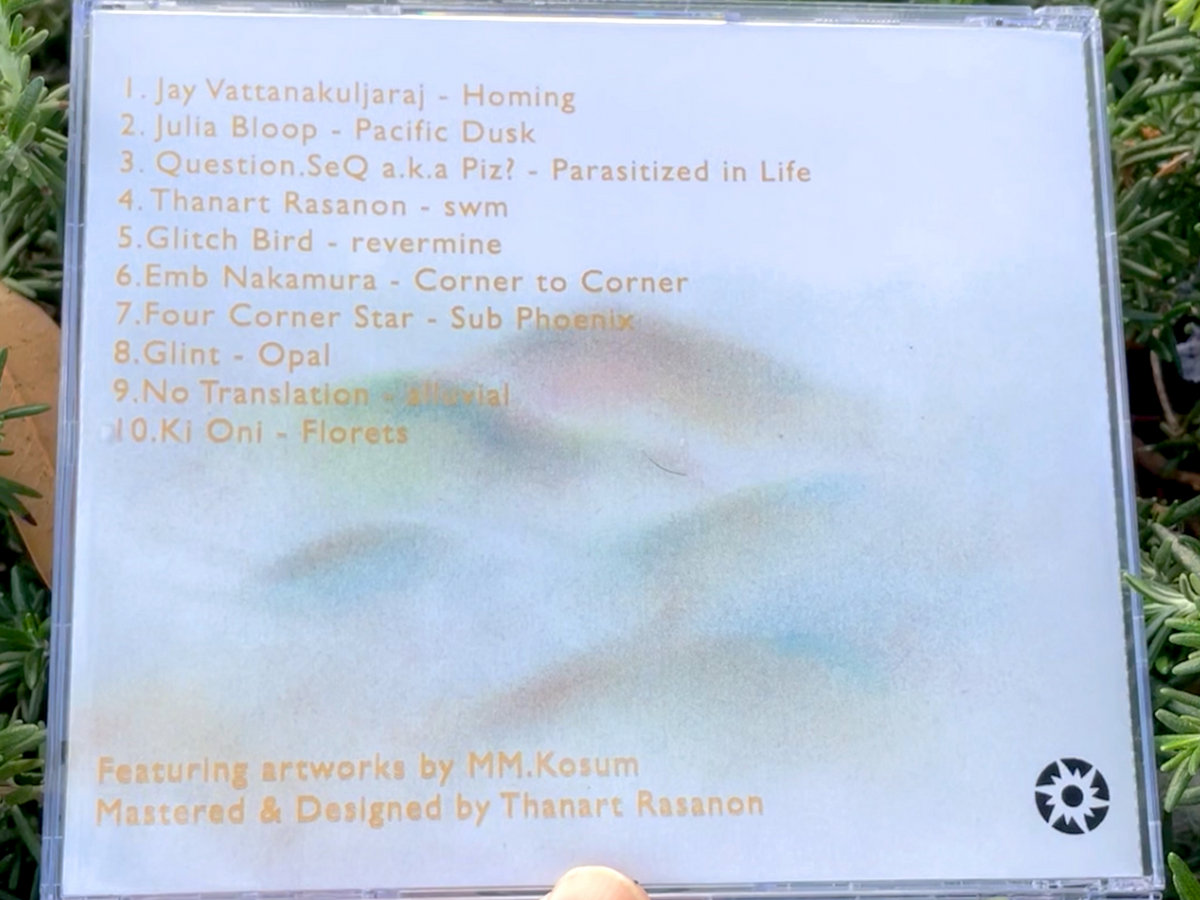 1. Jay Vattanakuljaraj - Homing
2. Julia Bloop - Pacific Dusk
3. Question.SeQ a.k.a Piz? - Parasitized in Life
4. Thanart Rasanon - swm
5.Glitch Bird - revermine
6.Emb Nakamura - Corner to Corner
7.Four Corner Star - Sub Phoenix
8.Glint - Opal
9.No Translation - alluvial
10.Ki Oni - Florets
Featuring artworks by MM.Kosum
Mastered & Designed by Thanart Rasanon